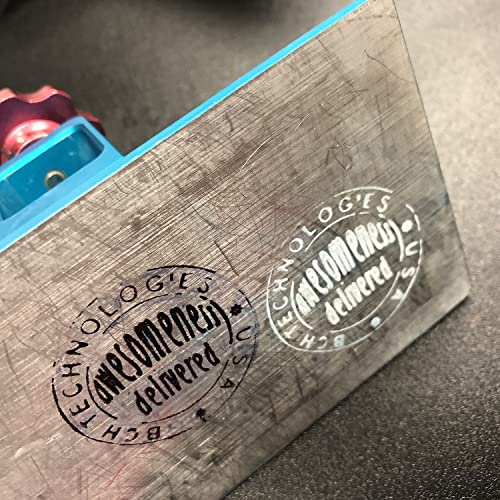 BCH TECHNOLOG'ES * USA *
awesomeness
delivered
BCH TECHNOLOG'ES * USA *
awesomeness
delivered